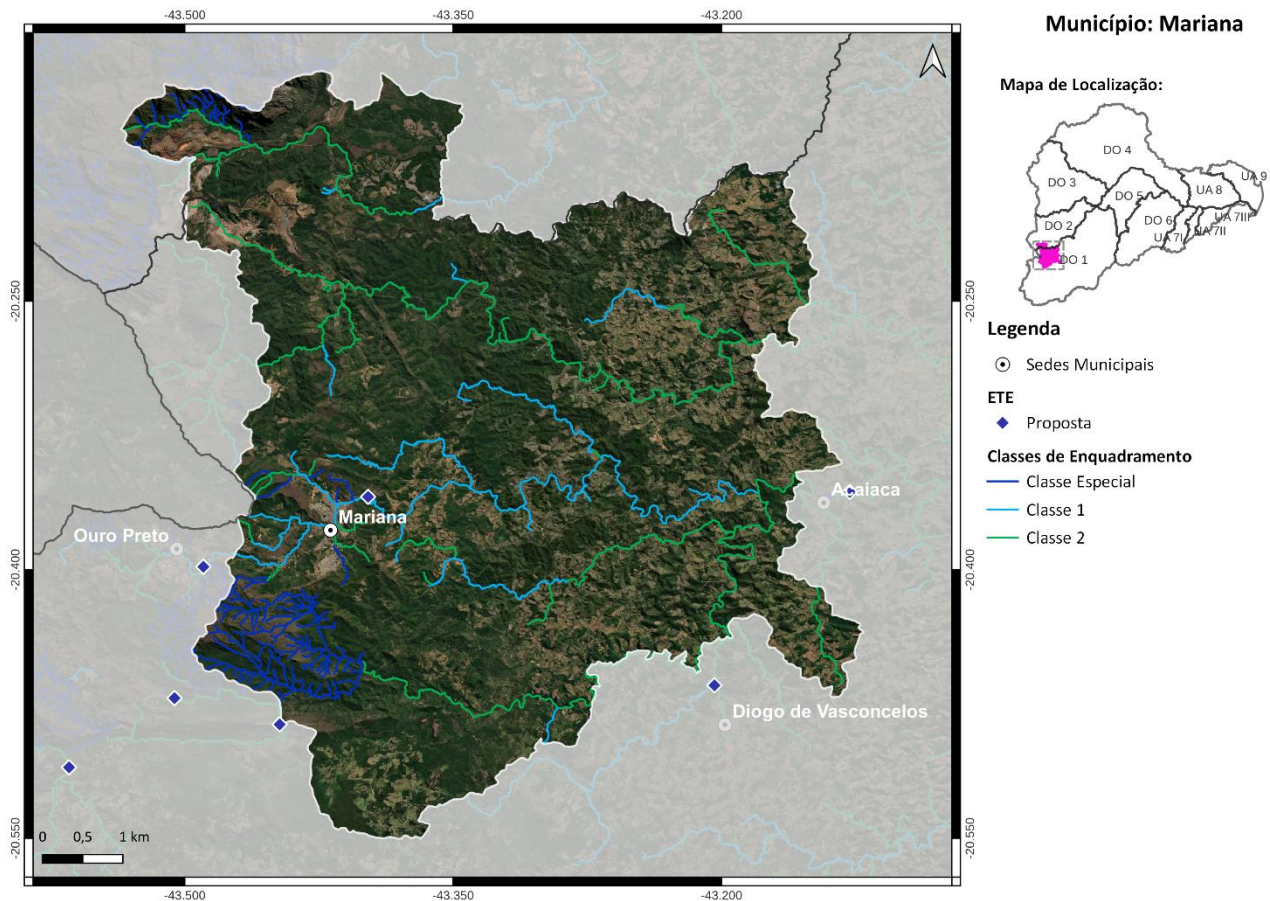 -43.500
-43.350
-43.200
Município: Mariana
Mapa de Localização:
DO 4
DO 3
DO 5
UA 8
UA 9
DO 2
DO 6
UA 7III
UA 7II
UA 7I
DO 1
-20.250
-20.250
Legenda
Sedes Municipais
ETE
Proposta
Classes de Enquadramento
Classe Especial
Classe 1
Classe 2
Acaiaca
Mariana
Ouro Preto
-20.400
-20.400
Diogo de Vasconcelos
0 0,5 1 km
-20.550
-20.550
-43.500
-43.350
-43.200